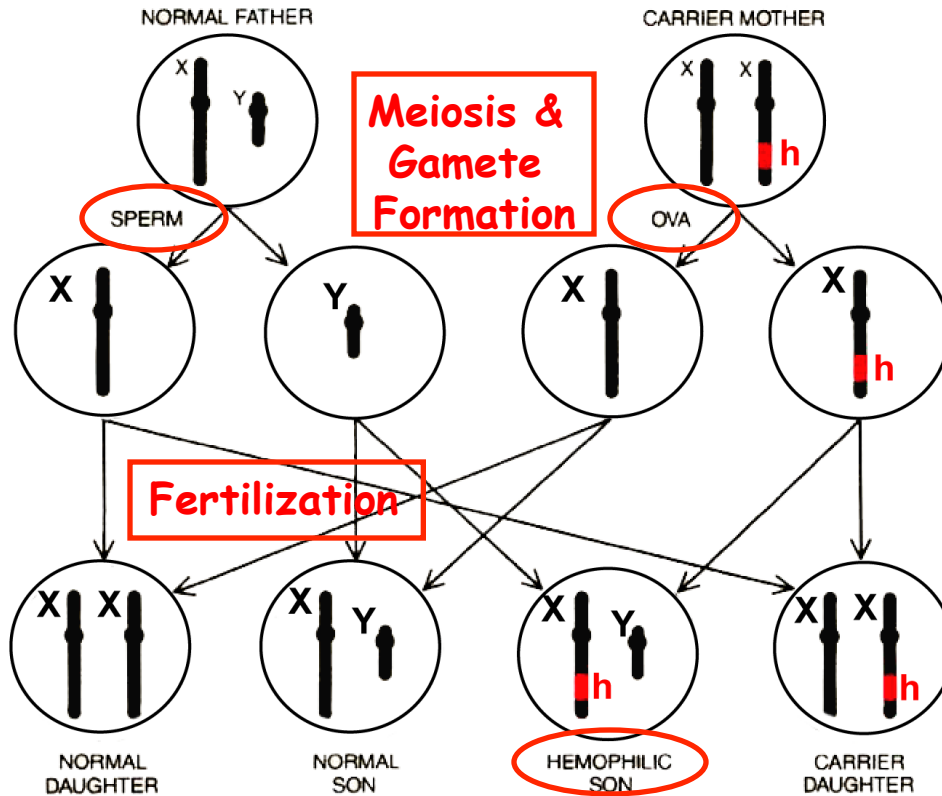 NORMAL FATHER
CARRIER MOTHER
X
Y
X
X
h
Meiosis &
Gamete
Formation
SPERM
OVA
X
Y
X
X
h
Fertilization
X X
X
Y
X
Y
h
X
X
h
NORMAL
DAUGHTER
NORMAL
SON
HEMOPHILIC
SON
CARRIER
DAUGHTER